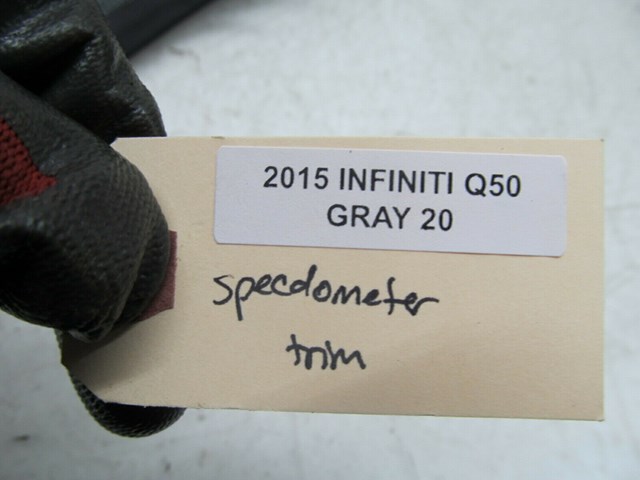 2015 INFINITI Q50
GRAY 20
specdometer
trim